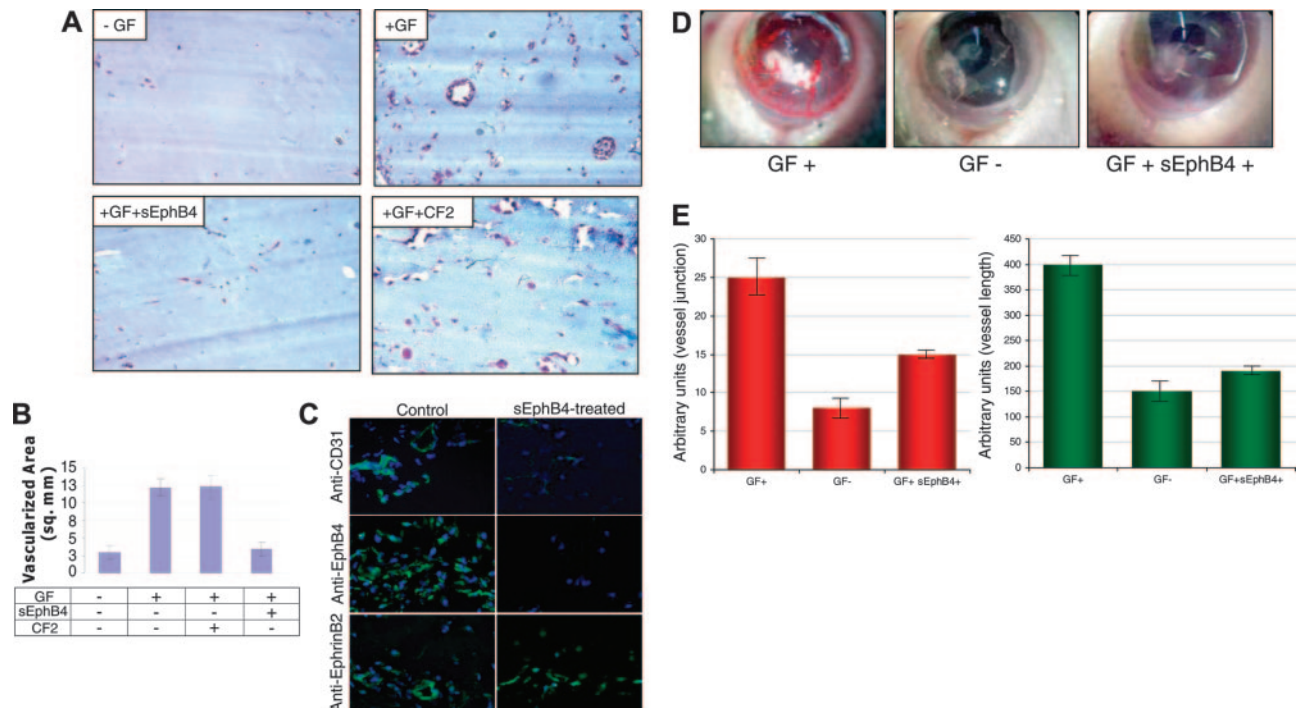 A
- GF
+GF
+GF+sEphB4
+GF+CF2
B
Vascularized Area
(sq. mm)
15
13
10
8
5
3
0
GF - + + +
sEphB4 - - - +
CF2 - - + -
C
Control sEphB4-treated
Anti-CD31
Anti-EphB4
Anti-EphrinB2
D
GF + GF - GF + sEphB4 +
E
Arbitrary units (vessel junction)
30
25
20
15
10
5
0
GF+ GF- GF+ sEphB4+
Arbitrary units (vessel length)
450
400
350
300
250
200
150
100
50
0
GF+ GF- GF+sEphB4+